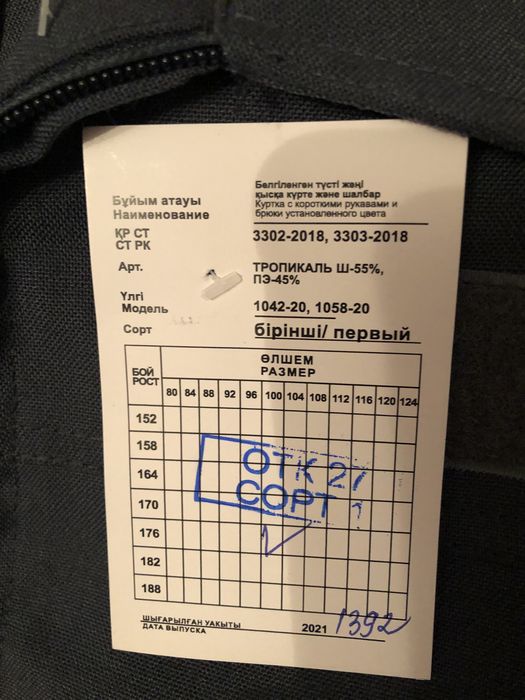 Бұйым атауы
Наименование
Белгіленген түсті жеңі
қысқа күрте және шалбар
Куртка с короткими рукавами и
брюки установленного цвета
ҚР СТ
СТ РК
3302-2018, 3303-2018
Арт.
ТРОПИКАЛЬ Ш-55%,
ПЭ-45%
Үлгі
Модель
1042-20, 1058-20
Сорт
бірінші/ первый
БОЙ
РОСТ
ӨЛШЕМ
РАЗМЕР
80 84 88 92 96 100 104 108 112 116 120 124
152
158
164
170
176
182
188
ОТК 27
СОРТ 1
ШЫҒАРЫЛҒАН УАКЫТЫ
ДАТА ВЫПУСКА
2021
1392